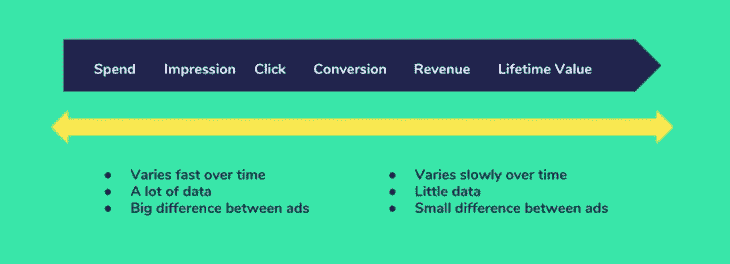 Spend Impression Click Conversion Revenue Lifetime Value
● Varies fast over time
● A lot of data
● Big difference between ads
● Varies slowly over time
● Little data
● Small difference between ads